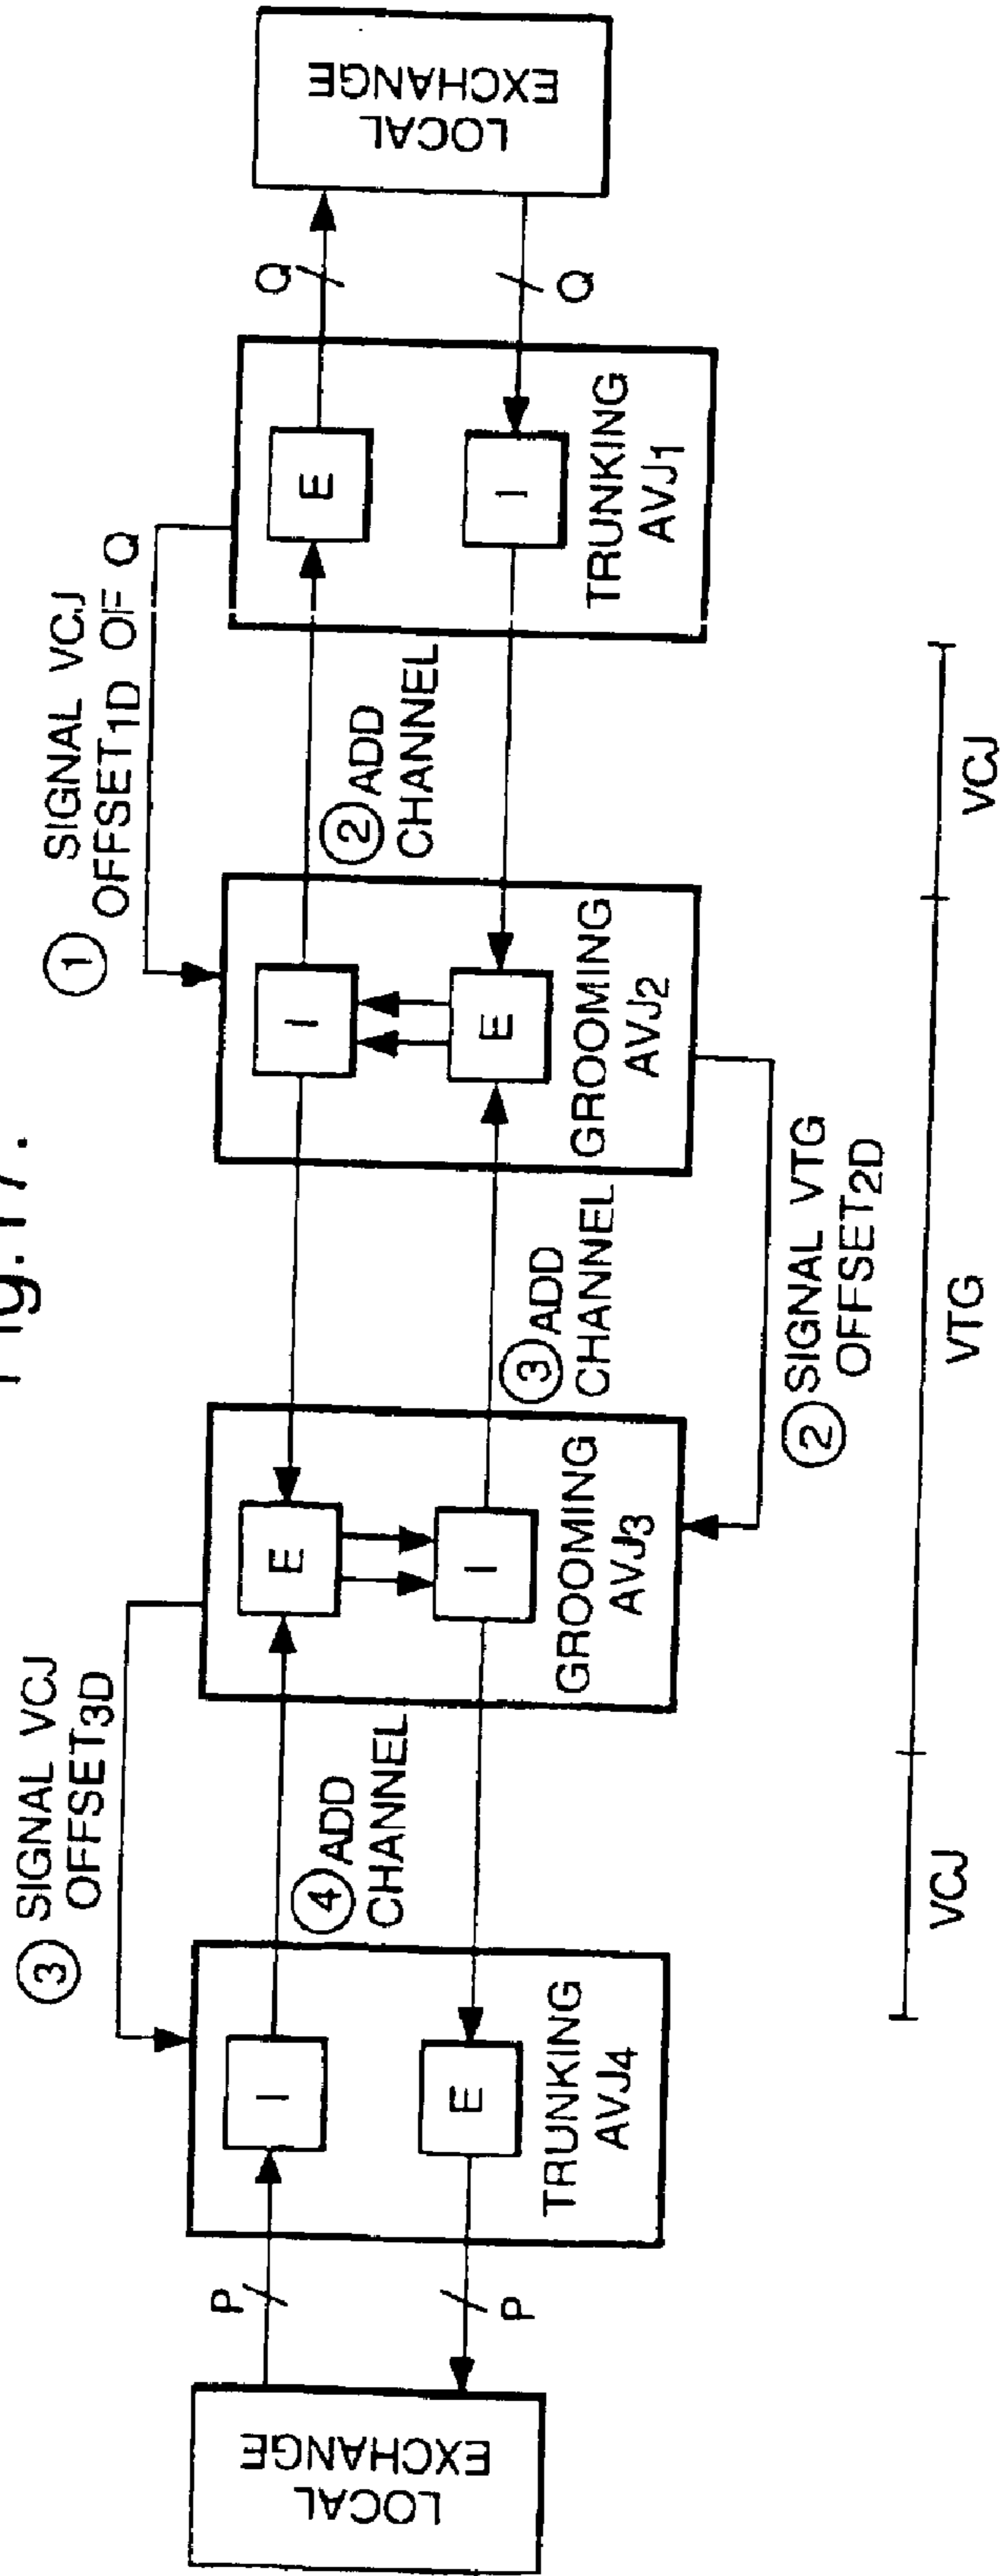 Fig.17.
③ SIGNAL VCJ
OFFSET3D
① SIGNAL VCJ
OFFSET1D OF Q
LOCAL
EXCHANGE
P
P
I
E
TRUNKING
AVJ4
④ ADD
CHANNEL
E
I
GROOMING
AVJ3
③ ADD
CHANNEL
I
E
GROOMING
AVJ2
② ADD
CHANNEL
E
I
TRUNKING
AVJ1
Q
Q
LOCAL
EXCHANGE
② SIGNAL VTG
OFFSET2D
VCJ
VTG
VCJ